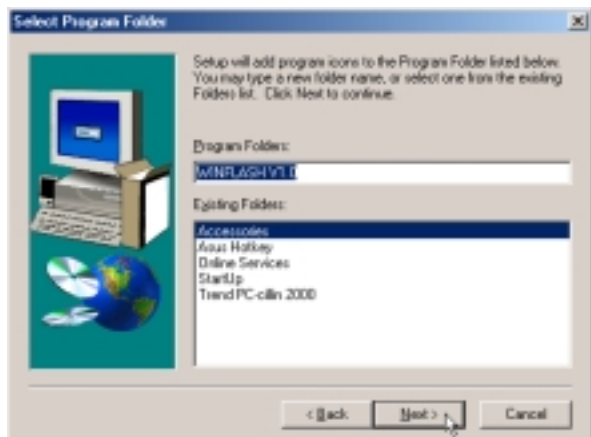 Select Program Folder
Setup will add program icons to the Program Folder listed below.
You may type a new folder name, or select one from the existing
Folders list. Click Next to continue.
Program Folders:
WINFLASH V1.0
Existing Folders:
Accessories
Asus Hotkey
Online Services
StartUp
Trend PC-cillin 2000
< Back
Next >
Cancel